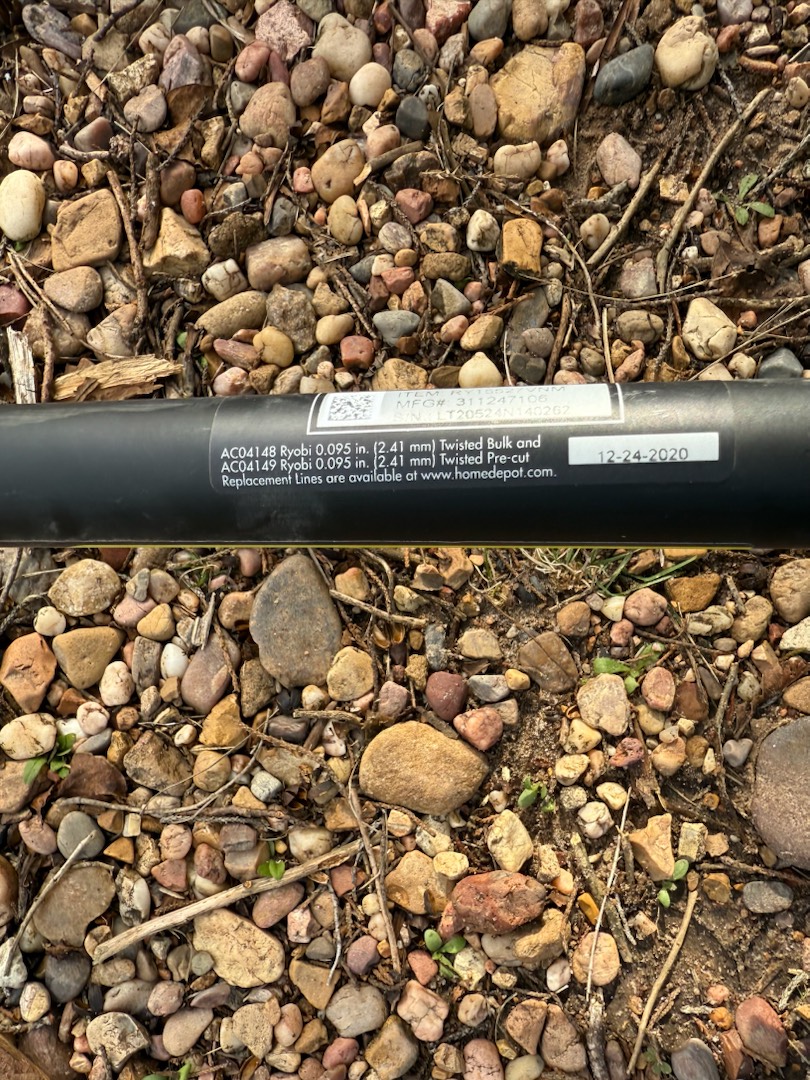 MFG#: 311247106
S/N: LT20524N140262
AC04148 Ryobi 0.095 in. (2.41 mm) Twisted Bulk and
AC04149 Ryobi 0.095 in. (2.41 mm) Twisted Pre-cut
Replacement Lines are available at www.homedepot.com.
12-24-2020